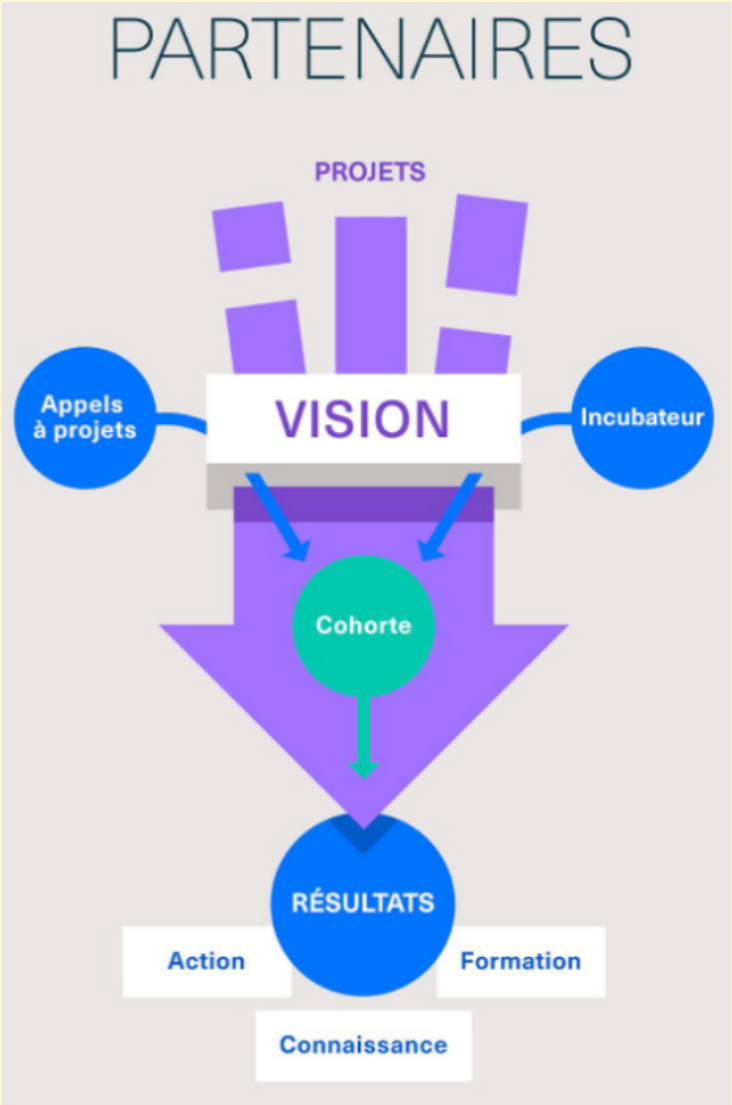 PARTENAIRES
PROJETS
Appels
à projets
VISION
Incubateur
Cohorte
RÉSULTATS
Action
Formation
Connaissance